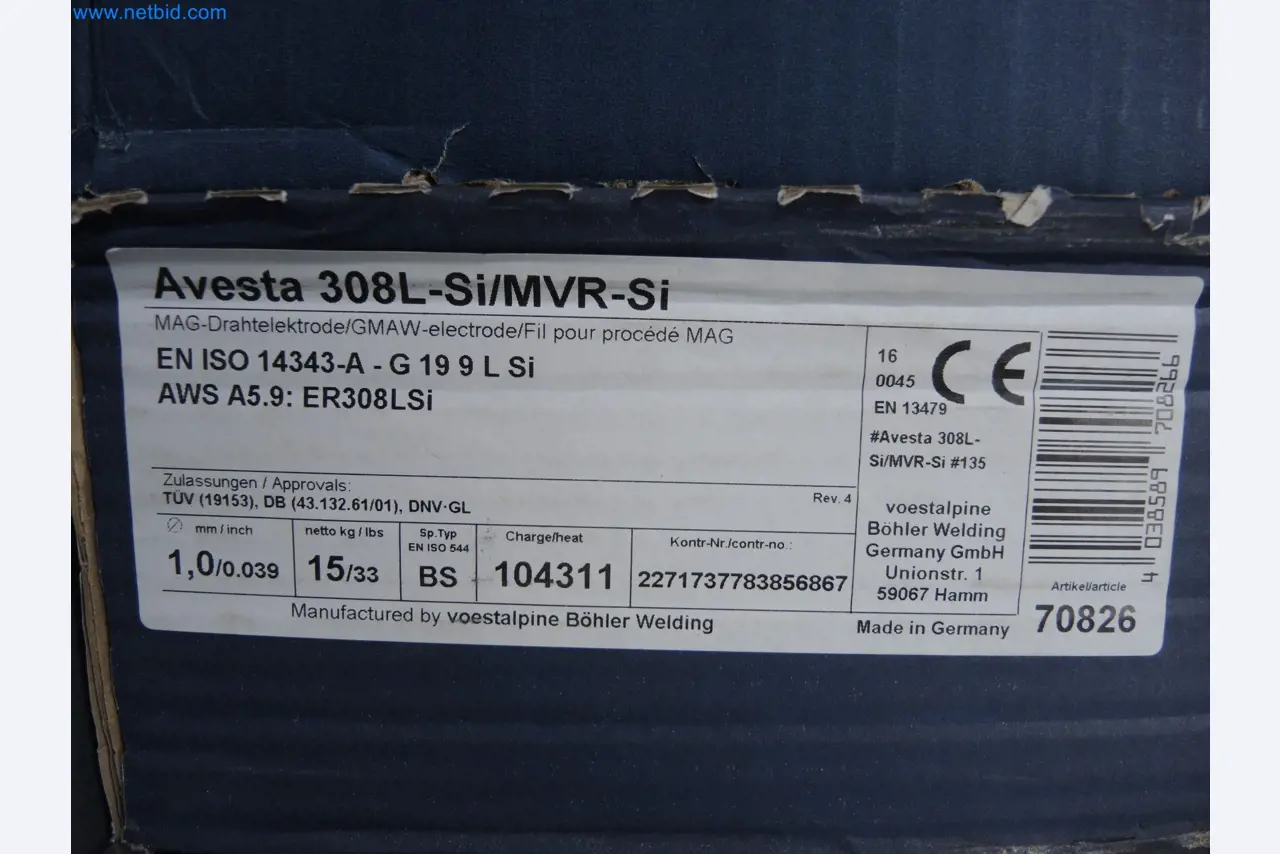 www.netbid.com
Avesta 308L-Si/MVR-Si
MAG-Drahtelektrode/GMAW-electrode/Fil pour procédé MAG
EN ISO 14343-A - G 19 9 L Si
AWS A5.9: ER308LSi
Zulassungen / Approvals:
TÜV (19153), DB (43.132.61/01), DNV·GL
Rev. 4
∅ mm / inch
1,0/0.039
netto kg / lbs
15/33
Sp.Typ
EN ISO 544
BS
Charge/heat
104311
Kontr-Nr./contr-no.:
2271737783856867
Manufactured by voestalpine Böhler Welding
16
0045
CE
EN 13479
#Avesta 308L-
Si/MVR-Si #135
voestalpine
Böhler Welding
Germany GmbH
Unionstr. 1
59067 Hamm
Made in Germany
4 038589 708266
Artikel/article
70826